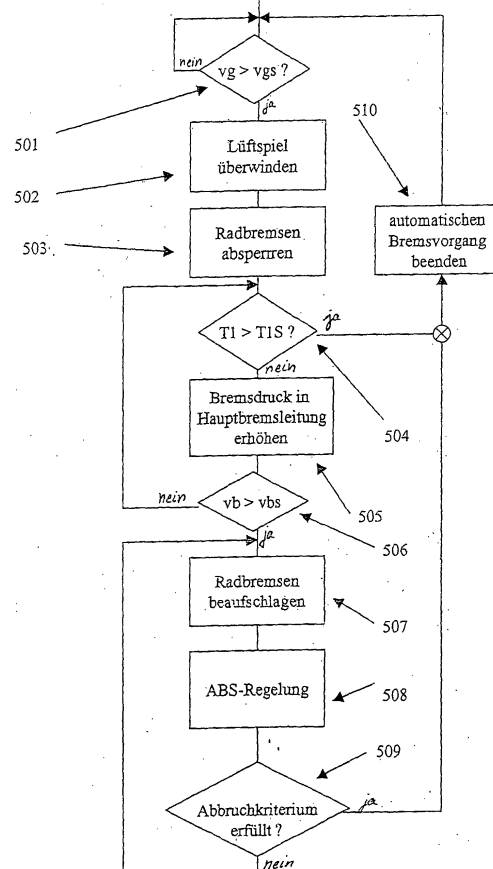 nein
vg > vgs ?
ja
501
Lüftspiel
überwinden
510
502
Radbremsen
absperrren
503
automatischen
Bremsvorgang
beenden
T1 > T1S ?
ja
nein
504
Bremsdruck in
Hauptbremsleitung
erhöhen
505
nein
vb > vbs
506
ja
Radbremsen
beaufschlagen
507
ABS-Regelung
508
509
Abbruchkriterium
erfüllt ?
ja
nein